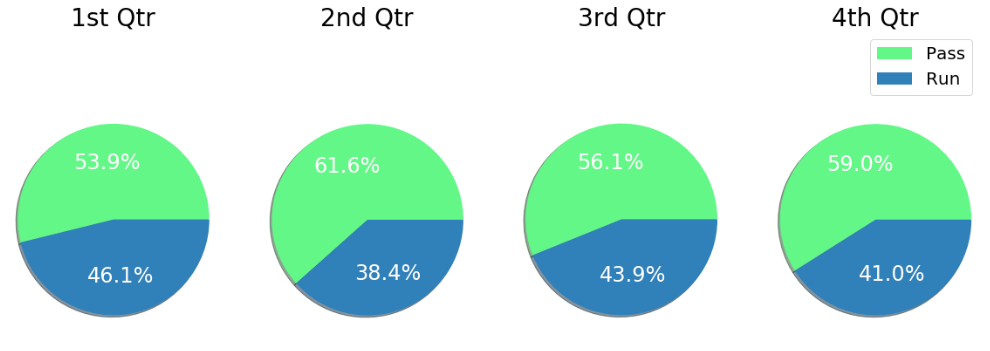 1st Qtr
2nd Qtr
3rd Qtr
4th Qtr
Pass
Run
53.9%
46.1%
61.6%
38.4%
56.1%
43.9%
59.0%
41.0%